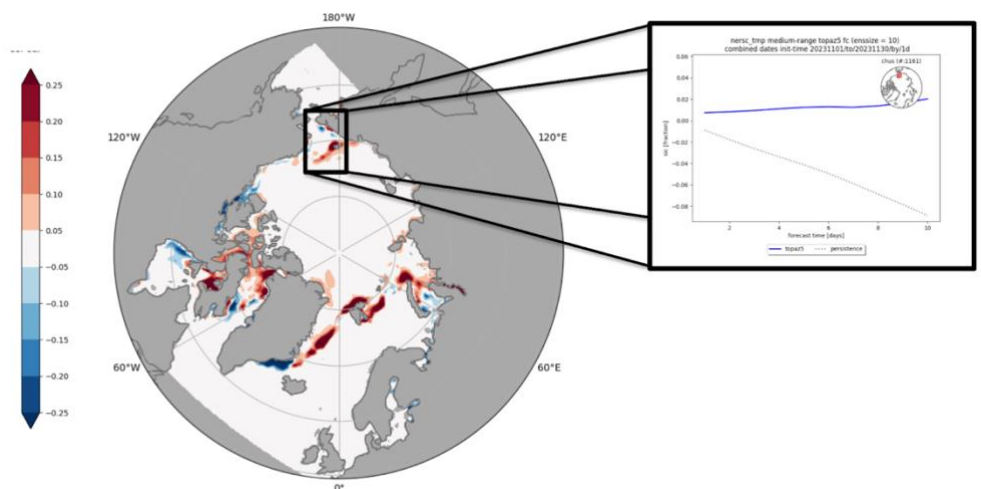 180°
120°W
120°E
60°W
60°E
0°
0.25
0.20
0.15
0.10
0.05
−0.05
−0.10
−0.15
−0.20
−0.25
nersc_tmp medium-range topaz5 fc (enssize = 10)
combined dates init-time 20231101/to/20231130/by/1d
chus (#:1161)
0.06
0.04
0.02
0.00
−0.02
−0.04
−0.06
−0.08
sic [fraction]
2
4
6
8
10
forecast time [days]
topaz5
persistence